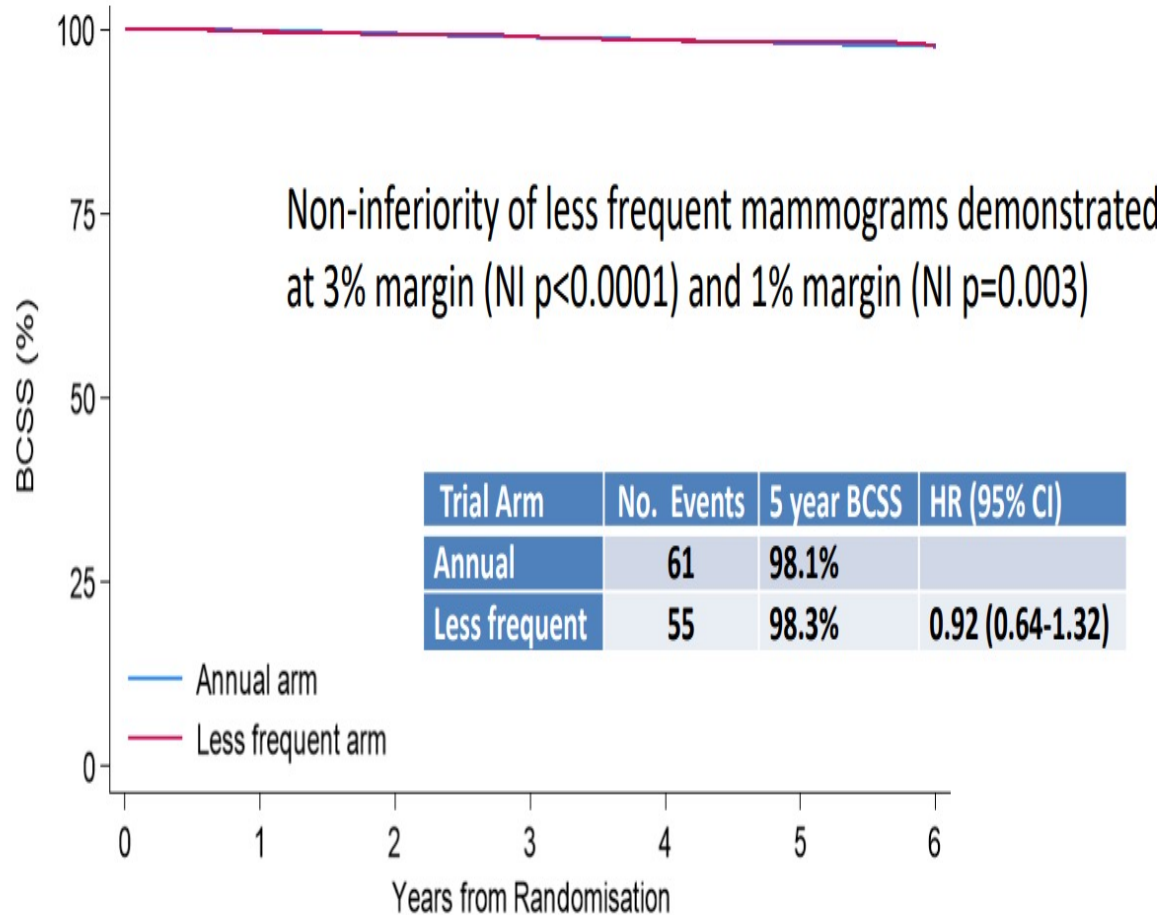 100
75
50
25
0
BCSS (%)
Non-inferiority of less frequent mammograms demonstrated
at 3% margin (NI p<0.0001) and 1% margin (NI p=0.003)
Trial Arm No. Events 5 year BCSS HR (95% CI)
Annual 61 98.1%
Less frequent 55 98.3% 0.92 (0.64-1.32)
Annual arm
Less frequent arm
0 1 2 3 4 5 6
Years from Randomisation